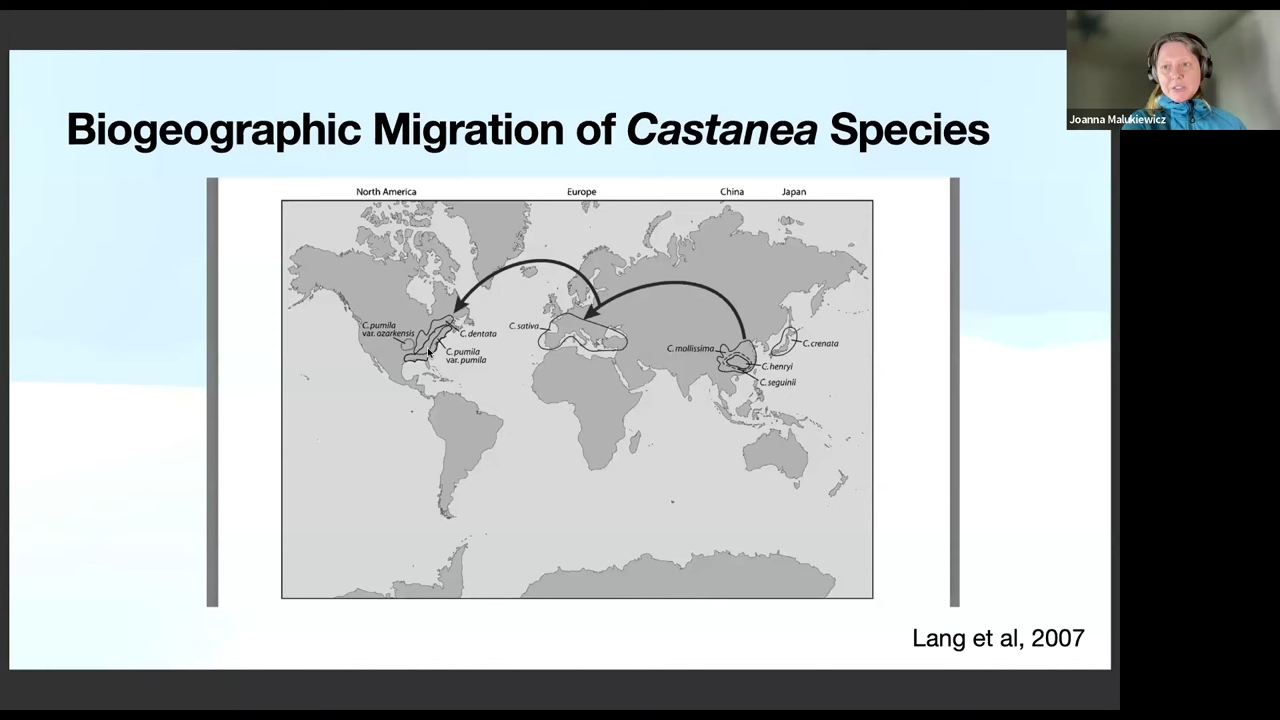 Joanna Malukiewicz
Biogeographic Migration of Castanea Species
North America
Europe
China
Japan
C. pumila
var. ozarkensis
C. dentata
C. pumila
var. pumila
C. sativa
C. mollissima
C. crenata
C. henryi
C. seguinii
Lang et al, 2007